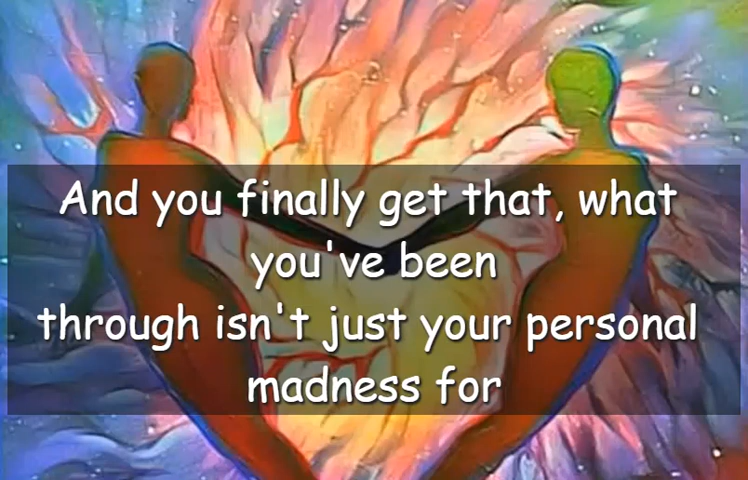 And you finally get that, what
you've been
through isn't just your personal
madness for